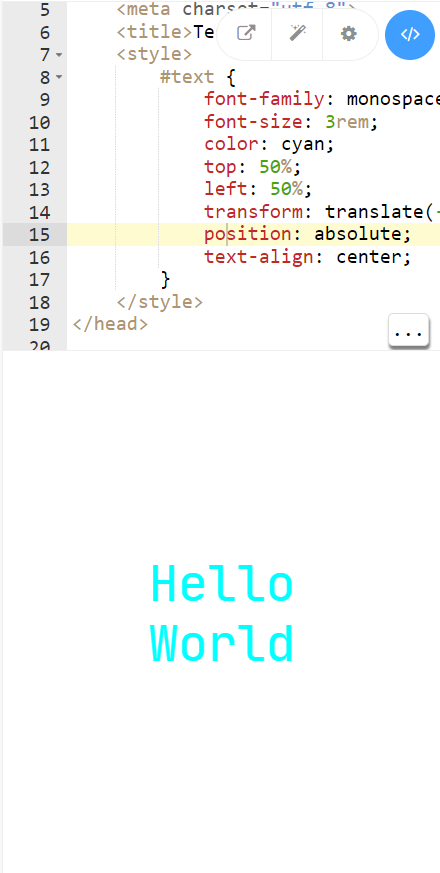 5 <meta charset="utf-8">
6 <title>Te
7 <style>
8 #text {
9 font-family: monospace
10 font-size: 3rem;
11 color: cyan;
12 top: 50%;
13 left: 50%;
14 transform: translate(-
15 position: absolute;
16 text-align: center;
17 }
18 </style>
19 </head>
20
...
Hello
World